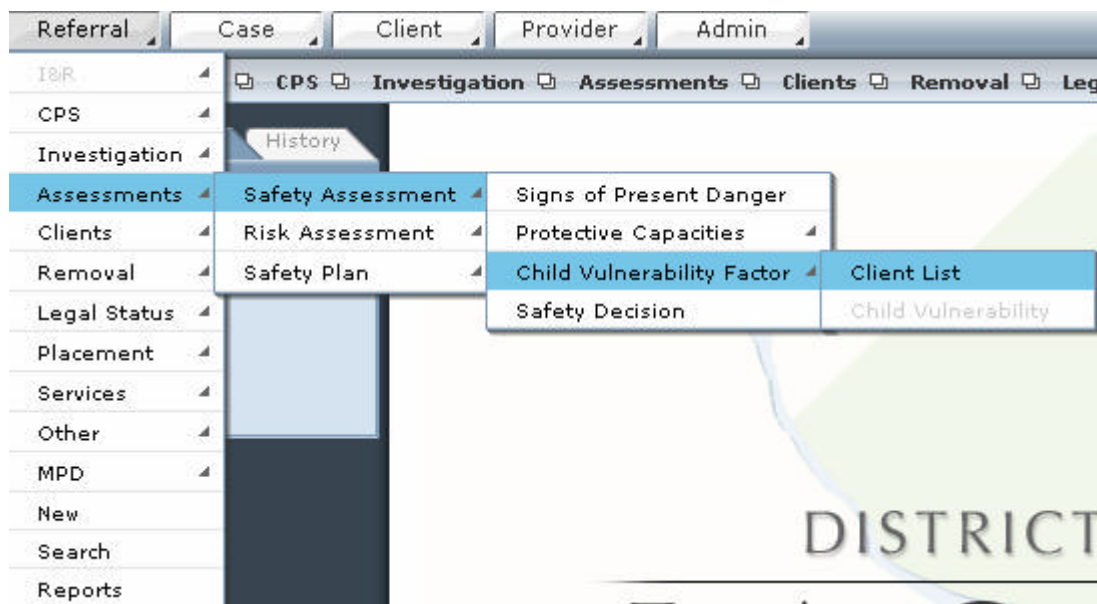 Referral Case Client Provider Admin
I&R
CPS Investigation Assessments Clients Removal Leg
CPS
History
Investigation
Assessments Safety Assessment Signs of Present Danger
Clients Risk Assessment Protective Capacities
Removal Safety Plan Child Vulnerability Factor Client List
Legal Status Safety Decision Child Vulnerability
Placement
Services
Other
MPD
New
DISTRICT
Search
Reports